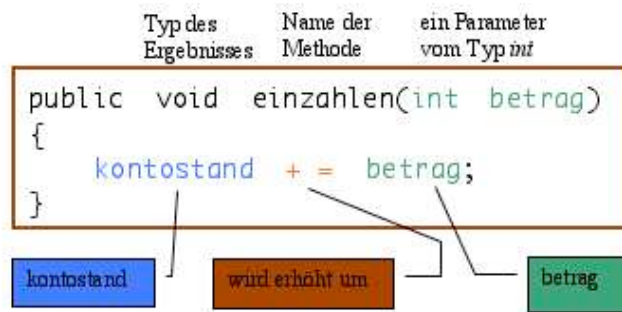 Typ des Ergebnisses
Name der Methode
ein Parameter vom Typ int
public void einzahlen(int betrag)
{
kontostand + = betrag;
}
kontostand
wird erhöht um
betrag